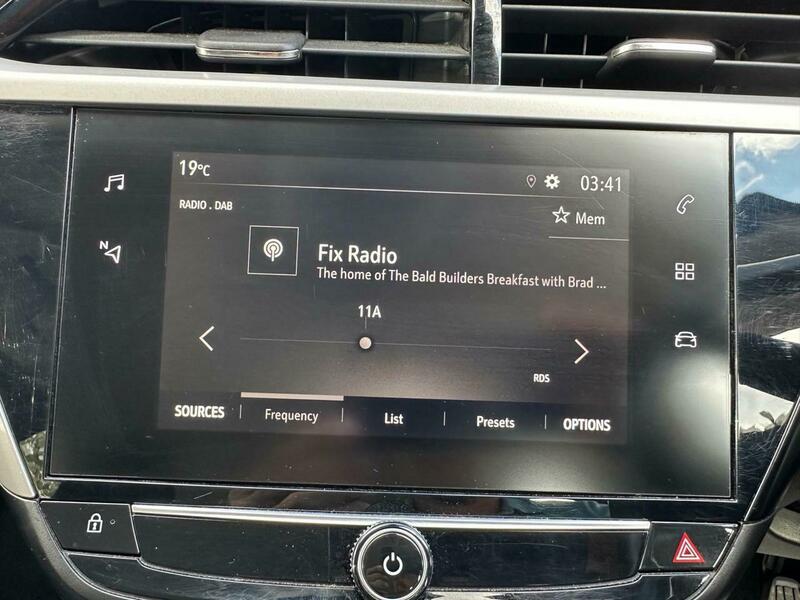 19°C
03:41
RADIO . DAB
Mem
Fix Radio
The home of The Bald Builders Breakfast with Brad ...
N
11A
RDS
SOURCES
Frequency
List
Presets
OPTIONS